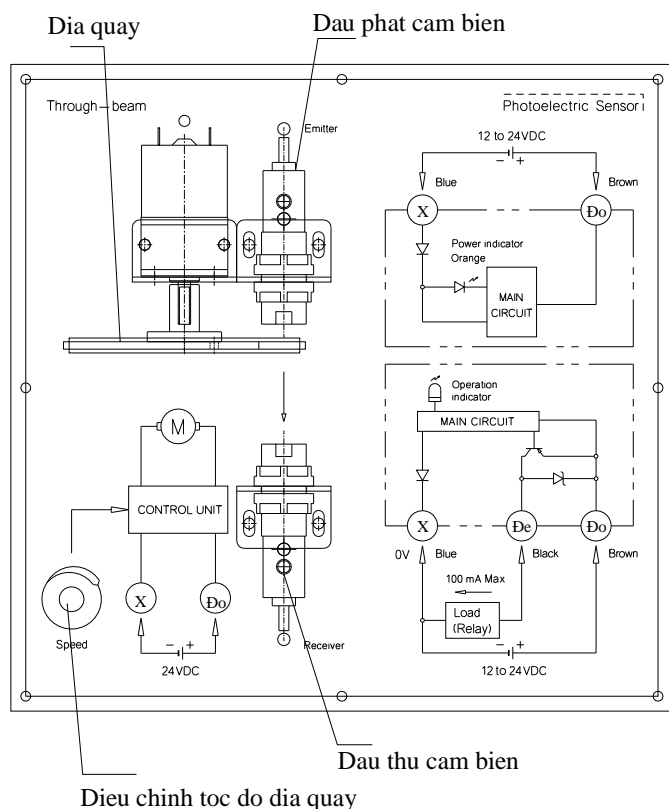 Dia quay
Dau phat cam bien
Through-beam
Emitter
Photoelectric Sensor
12 to 24VDC
- +
Blue
Brown
X
Đo
Power indicator
Orange
MAIN
CIRCUIT
Operation
indicator
MAIN CIRCUIT
M
CONTROL UNIT
X
Đo
- +
24VDC
Speed
Receiver
X
Đe
Đo
0V
Blue
Black
Brown
100 mA Max
Load
(Relay)
- +
12 to 24VDC
Dau thu cam bien
Dieu chinh toc do dia quay